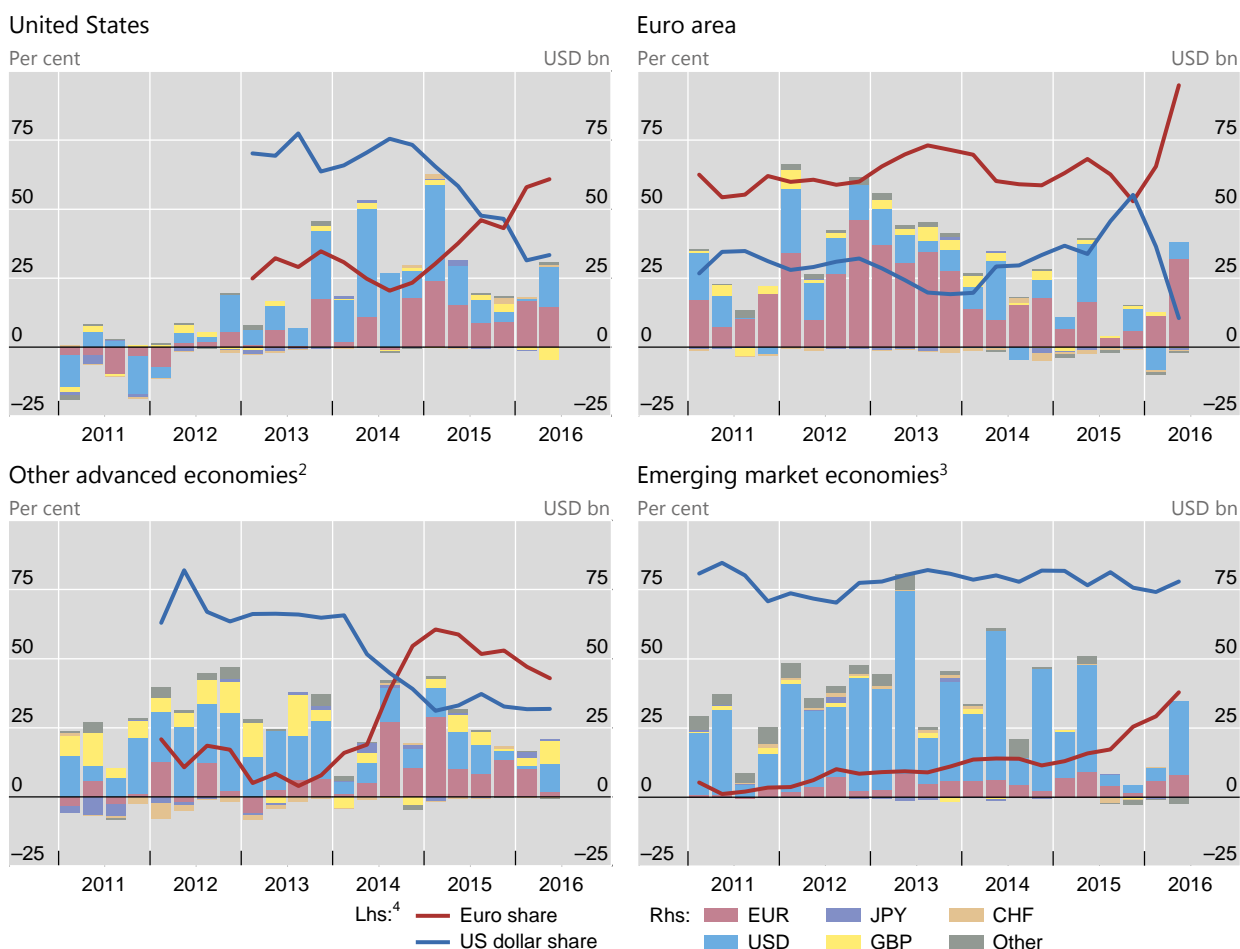 United States
Per cent USD bn
75 75
50 50
25 25
0 0
–25 –25
2011 2012 2013 2014 2015 2016
Euro area
Per cent USD bn
75 75
50 50
25 25
0 0
–25 –25
2011 2012 2013 2014 2015 2016
Other advanced economies²
Per cent USD bn
75 75
50 50
25 25
0 0
–25 –25
2011 2012 2013 2014 2015 2016
Emerging market economies³
Per cent USD bn
75 75
50 50
25 25
0 0
–25 –25
2011 2012 2013 2014 2015 2016
Lhs:⁴ Euro share
US dollar share
Rhs: EUR JPY CHF
USD GBP Other